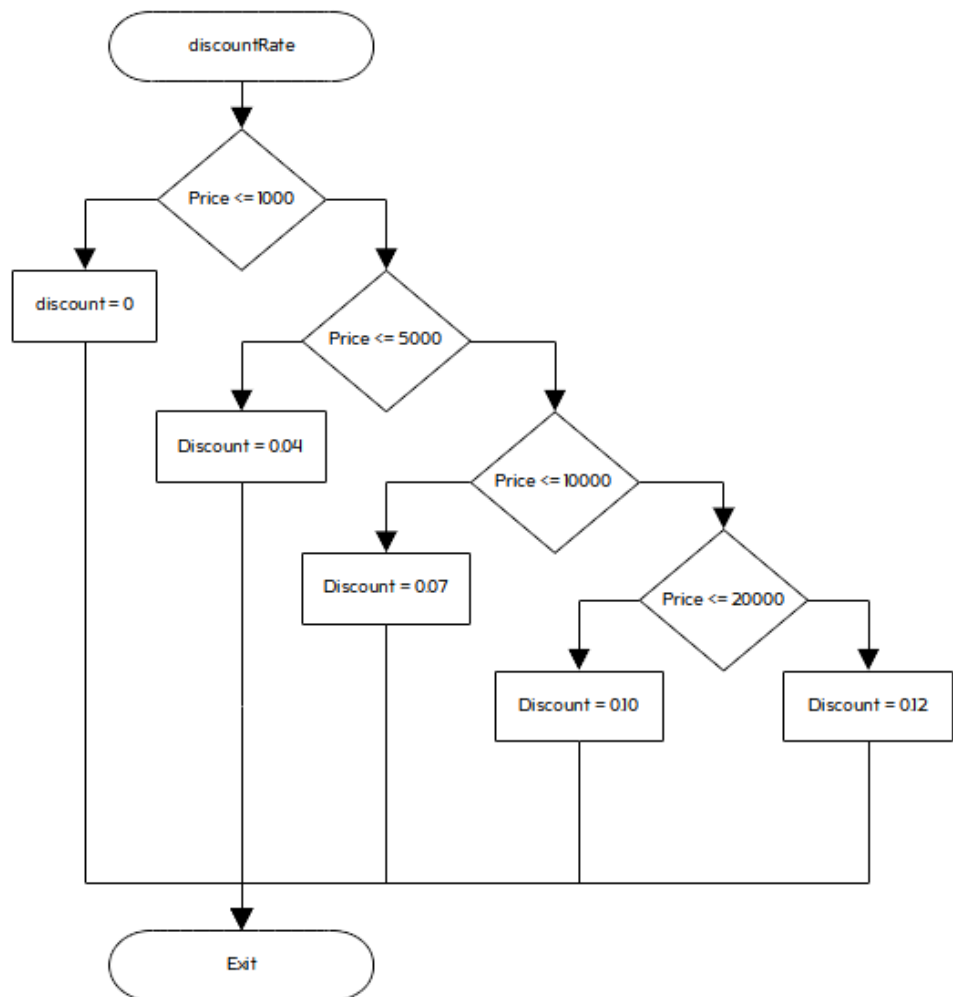 discountRate
Price <= 1000
discount = 0
Price <= 5000
Discount = 0.04
Price <= 10000
Discount = 0.07
Price <= 20000
Discount = 0.10
Discount = 0.12
Exit